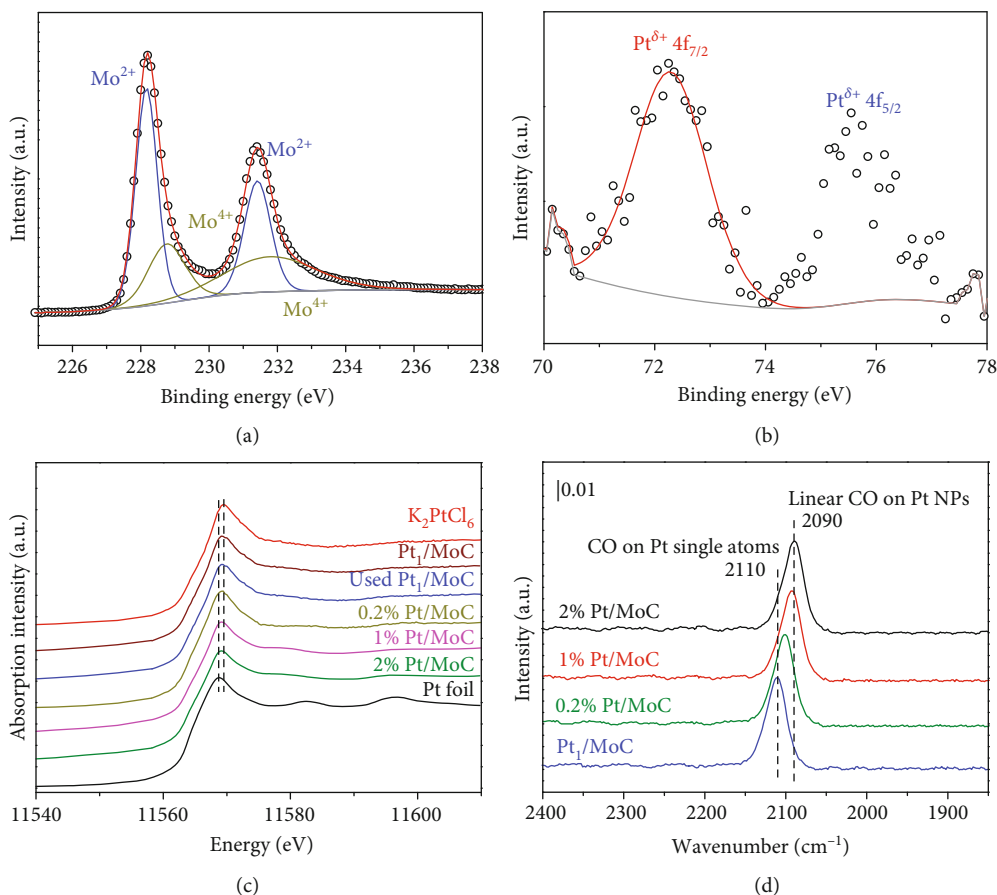 Mo²⁺
Mo²⁺
Mo⁴⁺
Mo⁴⁺
Intensity (a.u.)
226 228 230 232 234 236 238
Binding energy (eV)
(a)
Pt^δ+ 4f₇/₂
Pt^δ+ 4f₅/₂
Intensity (a.u.)
70 72 74 76 78
Binding energy (eV)
(b)
K₂PtCl₆
Pt₁/MoC
Used Pt₁/MoC
0.2% Pt/MoC
1% Pt/MoC
2% Pt/MoC
Pt foil
Absorption intensity (a.u.)
11540 11560 11580 11600
Energy (eV)
(c)
0.01
Linear CO on Pt NPs
2090
CO on Pt single atoms
2110
2% Pt/MoC
1% Pt/MoC
0.2% Pt/MoC
Pt₁/MoC
Intensity (a.u.)
2400 2300 2200 2100 2000 1900
Wavenumber (cm⁻¹)
(d)